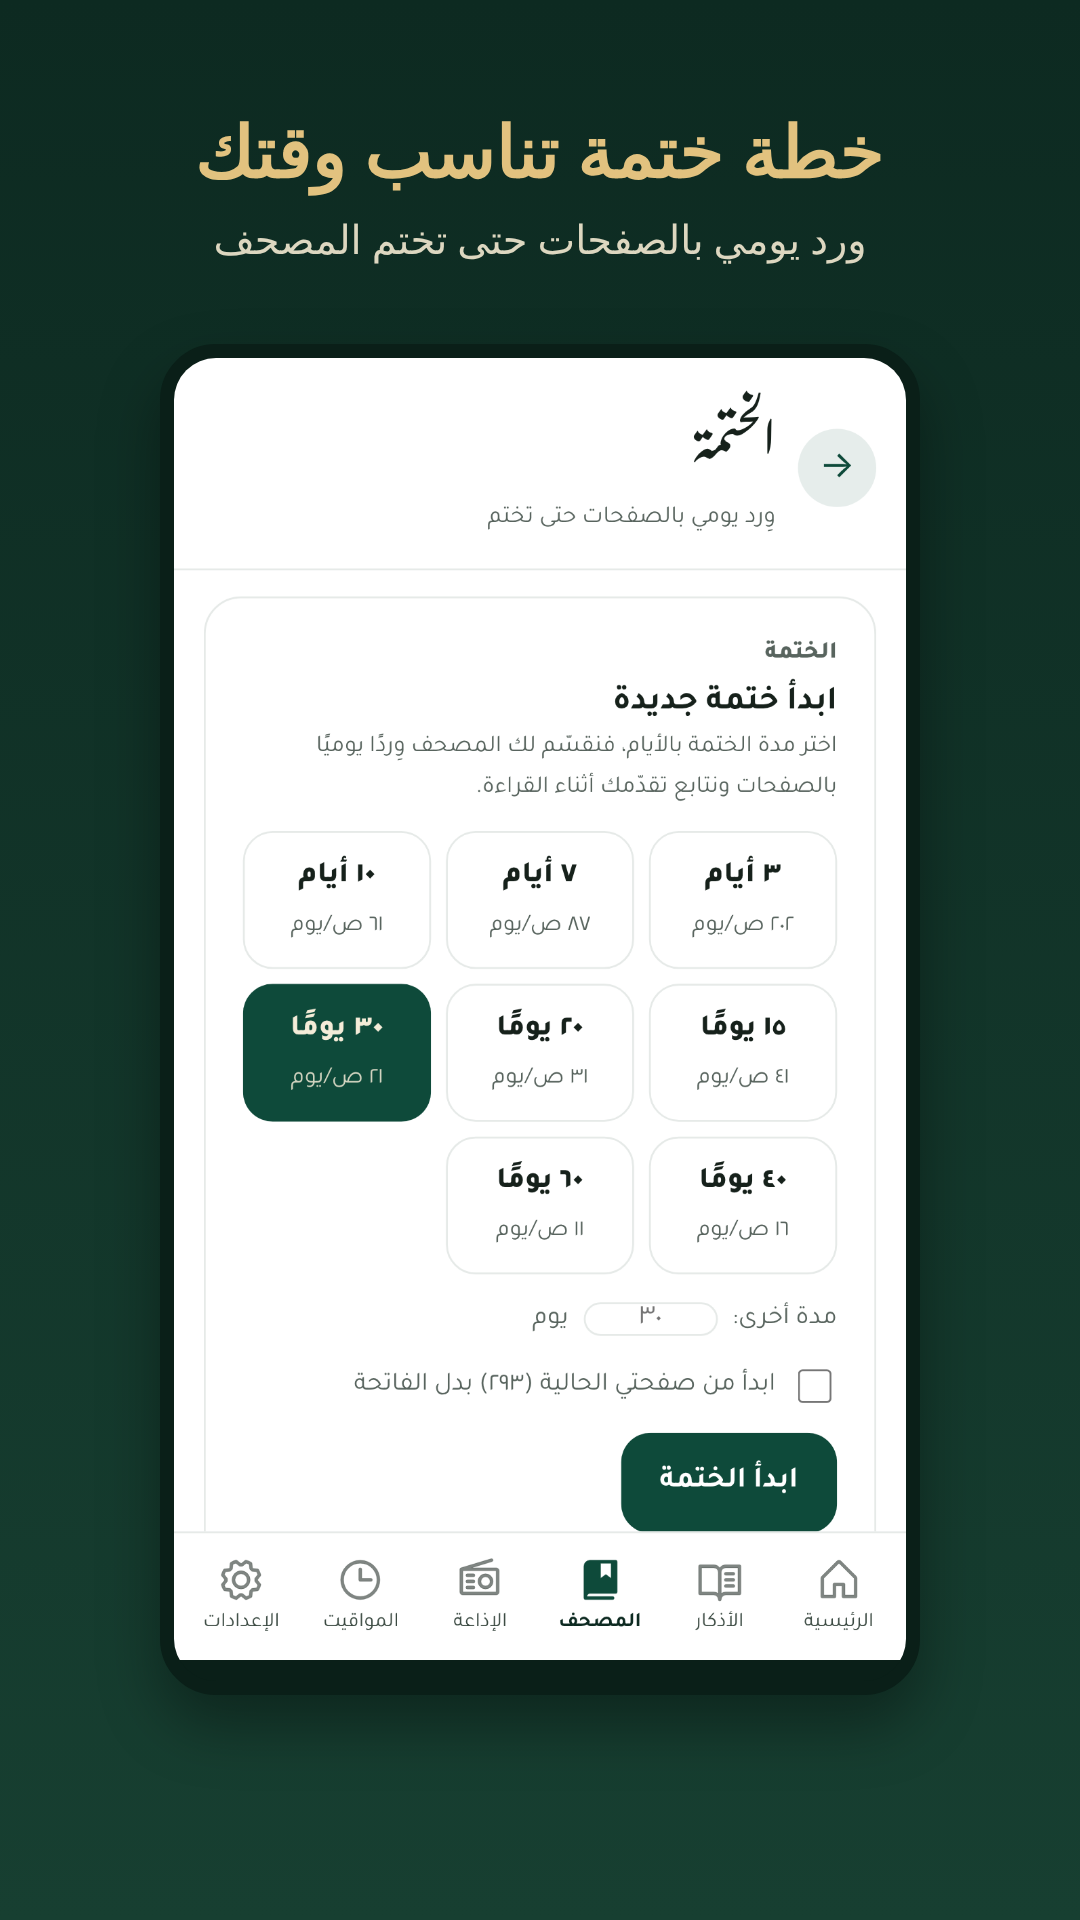 خطة ختمة تناسب وقتك
ورد يومي بالصفحات حتى تختم المصحف
الختمة
وِرد يومي بالصفحات حتى تختم
الختمة
ابدأ ختمة جديدة
اختر مدة الختمة بالأيام، فنقسّم لك المصحف وِردًا يوميًا
بالصفحات ونتابع تقدّمك أثناء القراءة.
٣ أيام
٢٠٢ ص/يوم
٧ أيام
٨٧ ص/يوم
١٠ أيام
٦١ ص/يوم
١٥ يومًا
٤١ ص/يوم
٢٠ يومًا
٣١ ص/يوم
٣٠ يومًا
٢١ ص/يوم
٤٠ يومًا
١٦ ص/يوم
٦٠ يومًا
١١ ص/يوم
مدة أخرى: ٣٠ يوم
ابدأ من صفحتي الحالية (٢٩٣) بدل الفاتحة
ابدأ الختمة
الرئيسية
الأذكار
المصحف
الإذاعة
المواقيت
الإعدادات